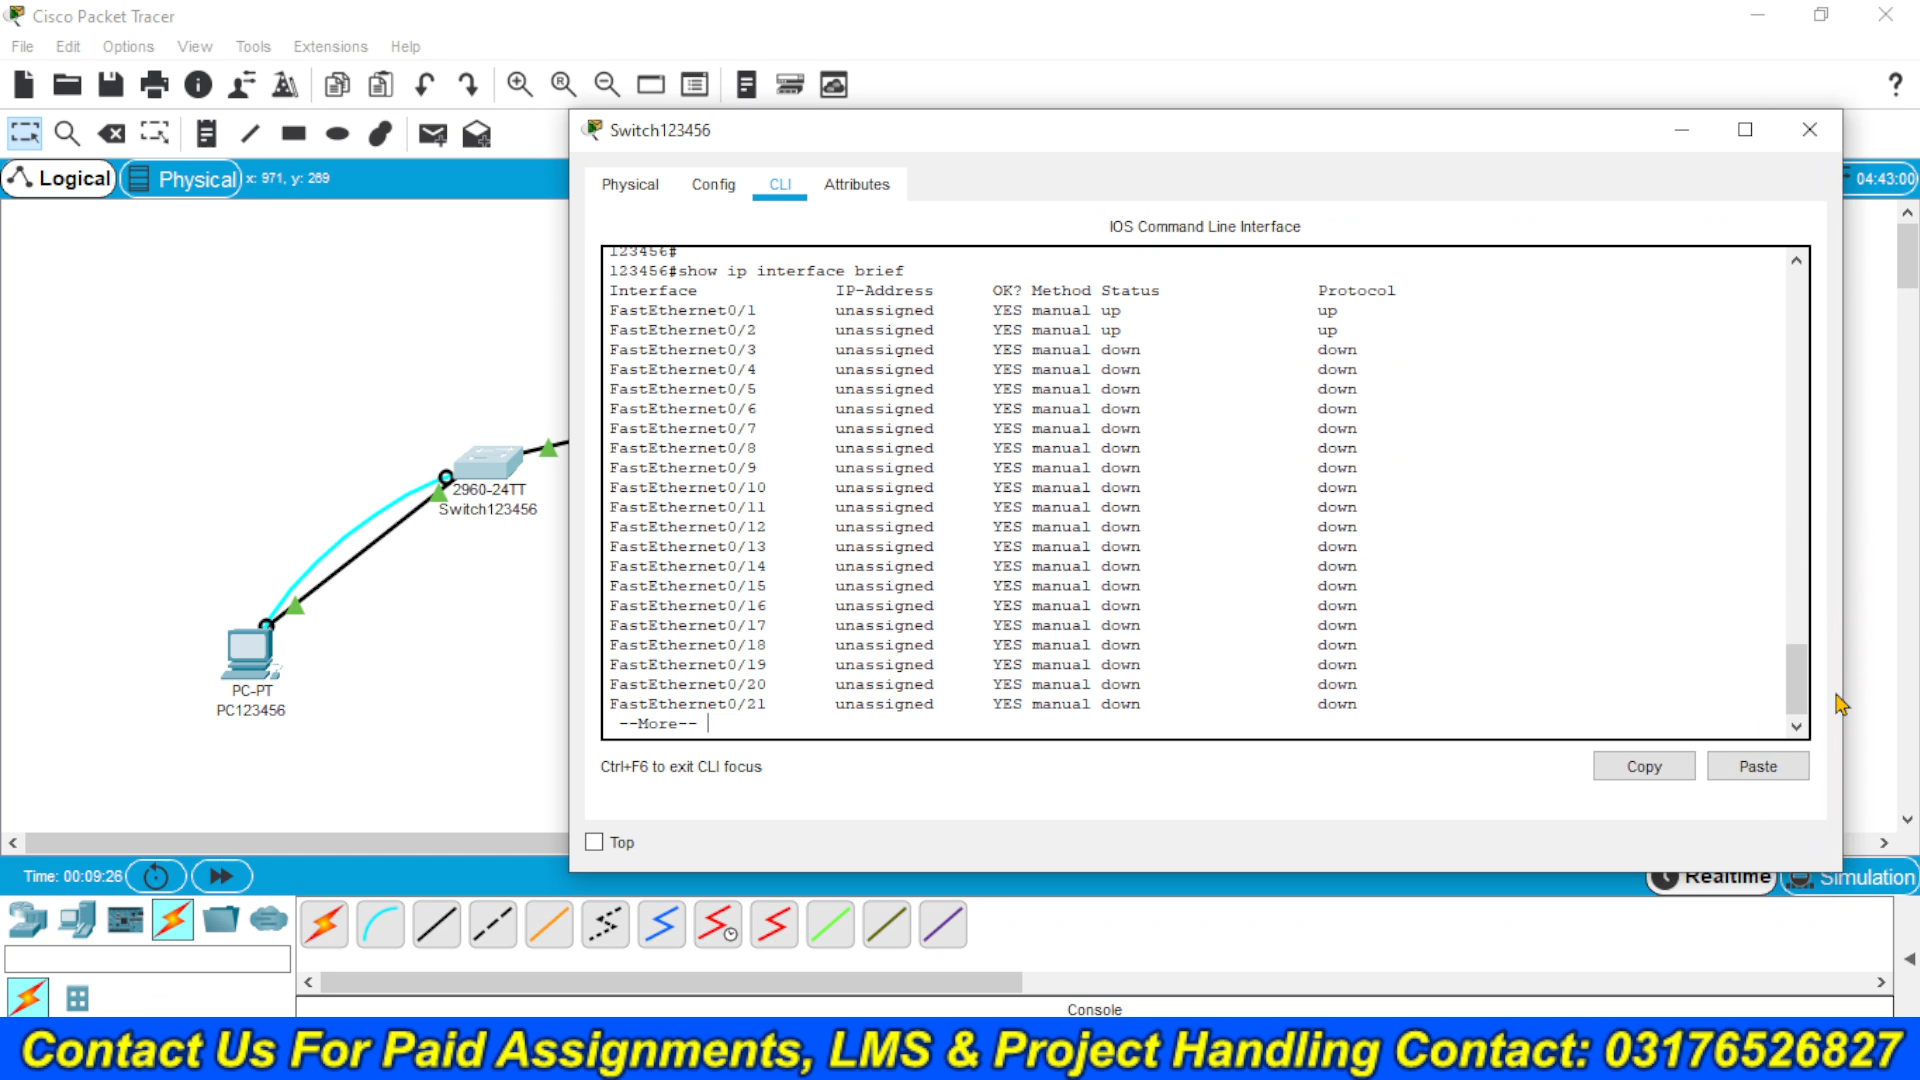 Cisco Packet Tracer
File Edit Options View Tools Extensions Help
Logical Physical x: 971, y: 269
04:43:00
Switch123456
Physical Config CLI Attributes
IOS Command Line Interface
123456#
123456#show ip interface brief
Interface IP-Address OK? Method Status Protocol
FastEthernet0/1 unassigned YES manual up up
FastEthernet0/2 unassigned YES manual up up
FastEthernet0/3 unassigned YES manual down down
FastEthernet0/4 unassigned YES manual down down
FastEthernet0/5 unassigned YES manual down down
FastEthernet0/6 unassigned YES manual down down
FastEthernet0/7 unassigned YES manual down down
FastEthernet0/8 unassigned YES manual down down
FastEthernet0/9 unassigned YES manual down down
FastEthernet0/10 unassigned YES manual down down
FastEthernet0/11 unassigned YES manual down down
FastEthernet0/12 unassigned YES manual down down
FastEthernet0/13 unassigned YES manual down down
FastEthernet0/14 unassigned YES manual down down
FastEthernet0/15 unassigned YES manual down down
FastEthernet0/16 unassigned YES manual down down
FastEthernet0/17 unassigned YES manual down down
FastEthernet0/18 unassigned YES manual down down
FastEthernet0/19 unassigned YES manual down down
FastEthernet0/20 unassigned YES manual down down
FastEthernet0/21 unassigned YES manual down down
--More--
Ctrl+F6 to exit CLI focus
Copy Paste
Top
2960-24TT
Switch123456
PC-PT
PC123456
Time: 00:09:26
Realtime Simulation
Console
Contact Us For Paid Assignments, LMS & Project Handling Contact: 03176526827